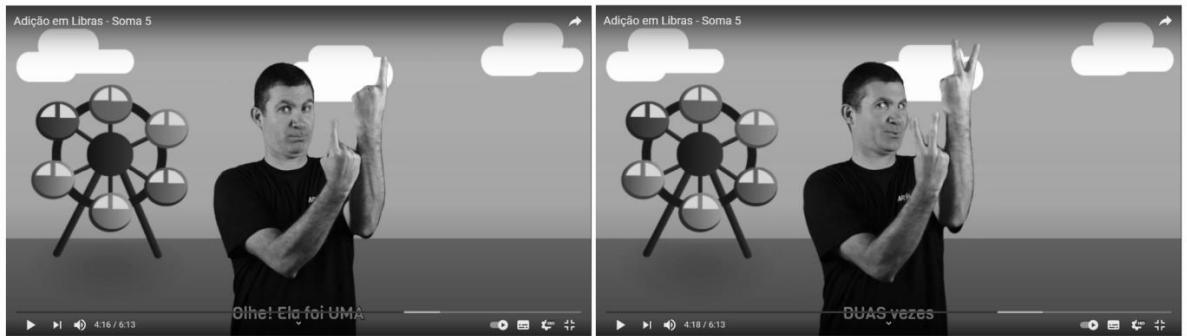 Adição em Libras - Soma 5
Olhe! Ela foi UMA
4:16 / 6:13
Adição em Libras - Soma 5
DUAS vezes
4:18 / 6:13